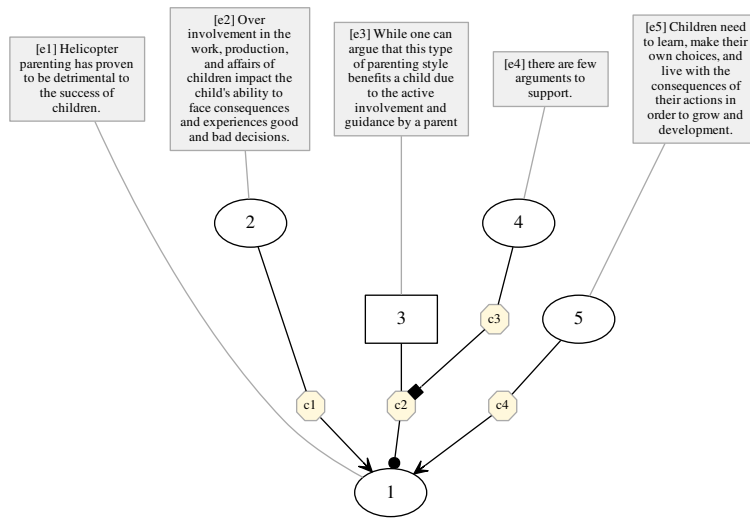 [e1] Helicopter
parenting has proven
to be detrimental to
the success of
children.
[e2] Over
involvement in the
work, production,
and affairs of
children impact the
child's ability to
face consequences
and experiences good
and bad decisions.
[e3] While one can
argue that this type
of parenting style
benefits a child due
to the active
involvement and
guidance by a parent
[e4] there are few
arguments to
support.
[e5] Children need
to learn, make their
own choices, and
live with the
consequences of
their actions in
order to grow and
development.
2
4
3
c3
5
c1
c2
c4
1